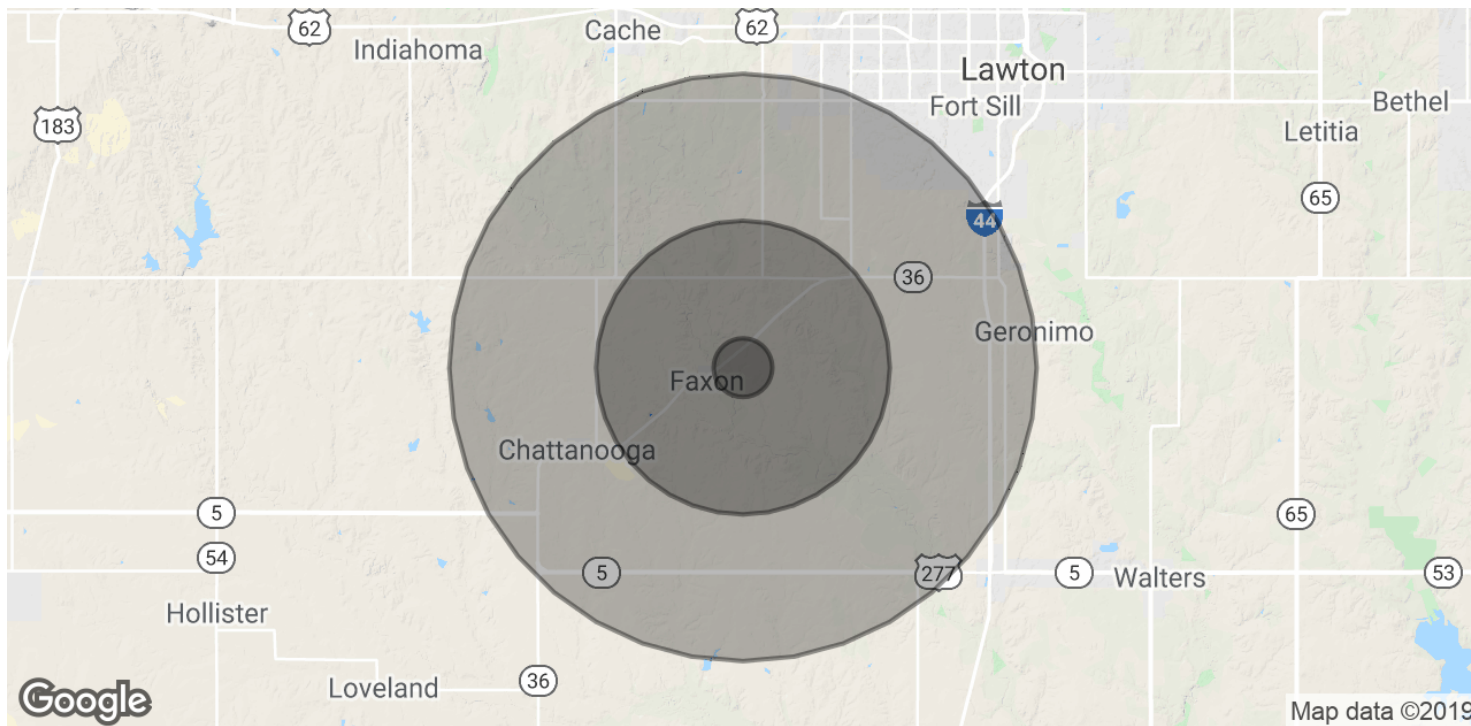 62
Indiahoma
Cache
62
Lawton
Fort Sill
Bethel
183
Letitia
65
44
36
Geronimo
Faxon
Chattanooga
5
65
54
5
277
5
Walters
53
Hollister
36
Loveland
Google
Map data ©2019